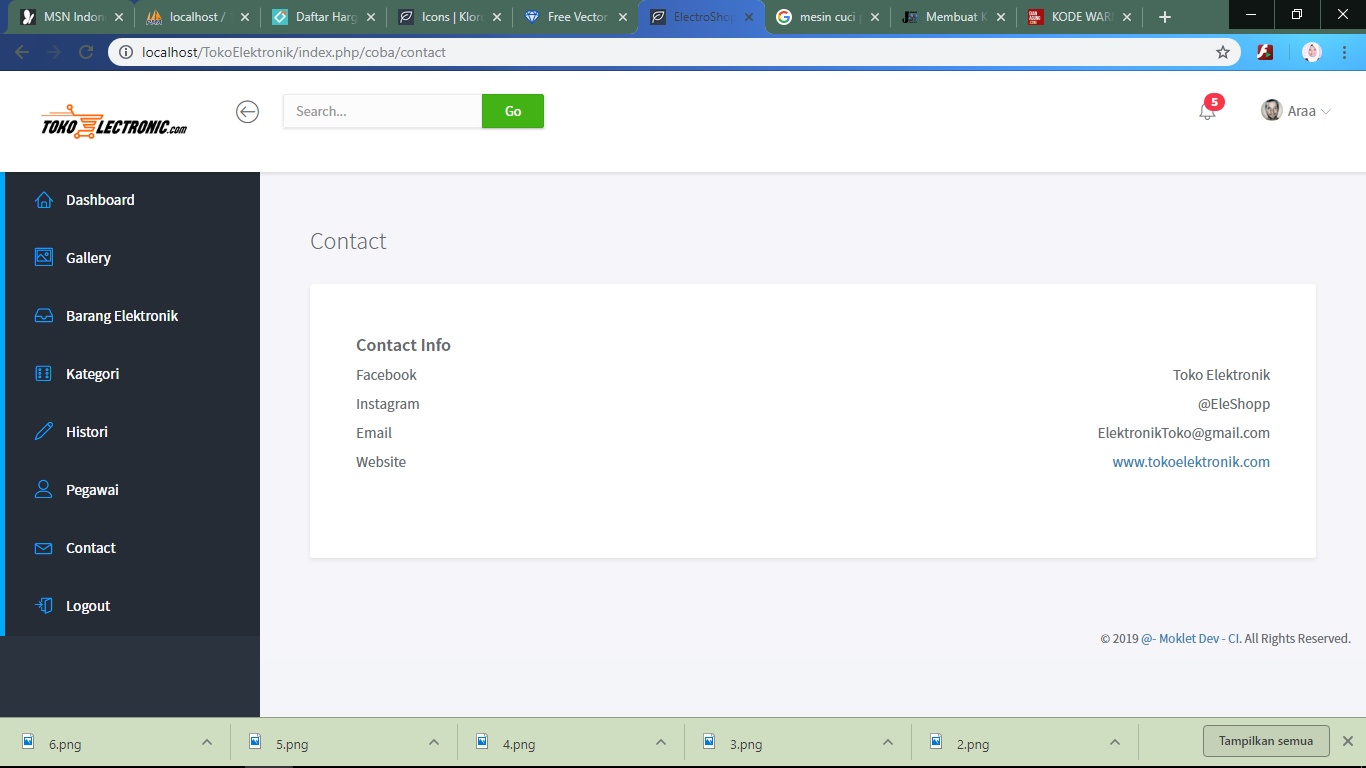 MSN Indon
localhost /
Daftar Harg
Icons | Klor
Free Vector
ElectroShop
mesin cuci
Membuat K
KODE WAR
localhost/TokoElektronik/index.php/coba/contact
TOKO ELECTRONIC.com
Search...
Go
5
Araa
Dashboard
Gallery
Barang Elektronik
Kategori
Histori
Pegawai
Contact
Logout
Contact
Contact Info
Facebook Toko Elektronik
Instagram @EleShopp
Email ElektronikToko@gmail.com
Website www.tokoelektronik.com
© 2019 @- Moklet Dev - CI. All Rights Reserved.
6.png
5.png
4.png
3.png
2.png
Tampilkan semua